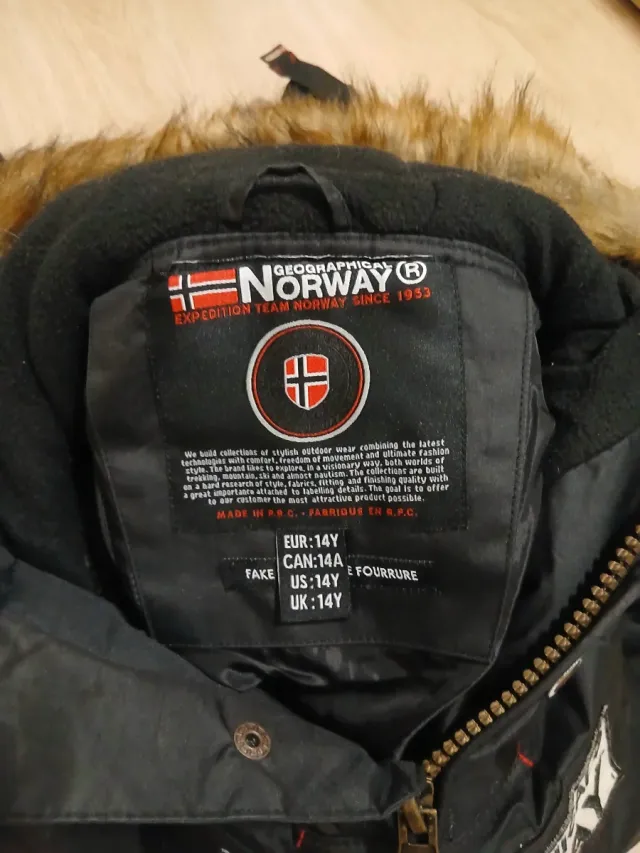 GEOGRAPHICAL
NORWAY®
EXPEDITION TEAM NORWAY SINCE 1953
We build collections of stylish outdoor wear combining the latest
technologies with comfort, freedom of movement and ultimate fashion
style. The brand likes to explore, in a visionary way, both worlds of
trekking, mountain, ski and almost nautism. The collections are built
on a hard research of style, fabrics, fitting and finishing quality with
a great importance attached to labelling details. The goal is to offer
to our customer the most attractive product possible.
MADE IN P.R.C. - FABRIQUE EN R.P.C.
EUR:14Y
CAN:14A
US:14Y
UK:14Y
FAKE E FOURRURE